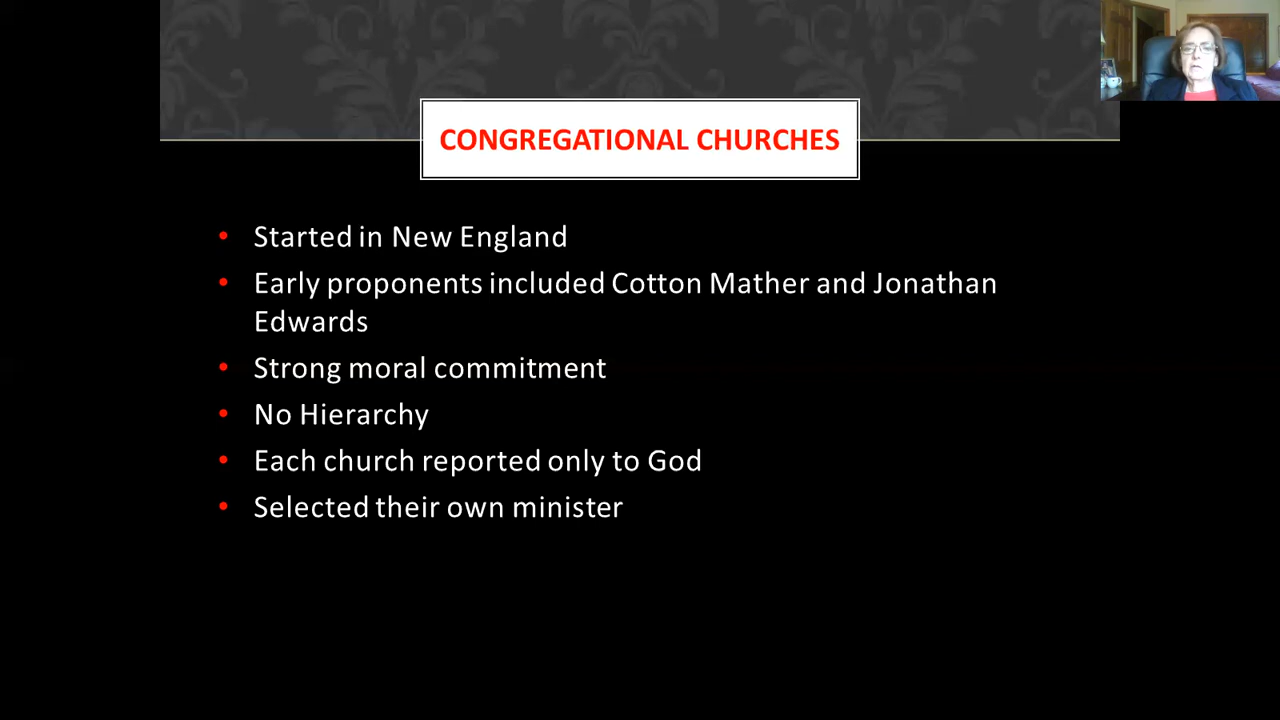 CONGREGATIONAL CHURCHES
• Started in New England
• Early proponents included Cotton Mather and Jonathan
Edwards
• Strong moral commitment
• No Hierarchy
• Each church reported only to God
• Selected their own minister